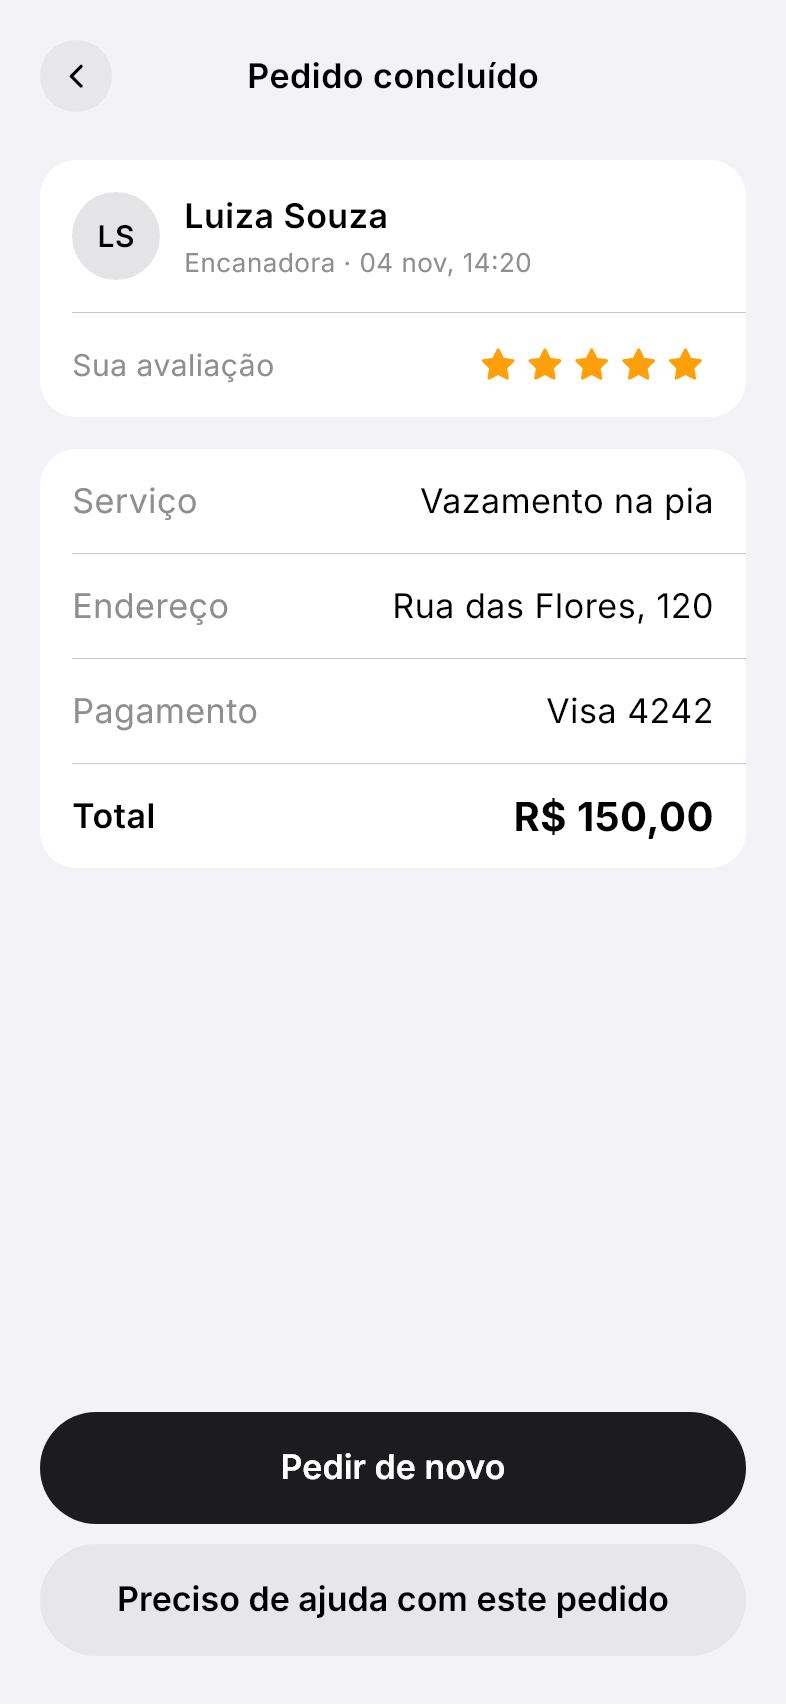 Pedido concluído
LS
Luiza Souza
Encanadora · 04 nov, 14:20
Sua avaliação
Serviço Vazamento na pia
Endereço Rua das Flores, 120
Pagamento Visa 4242
Total R$ 150,00
Pedir de novo
Preciso de ajuda com este pedido